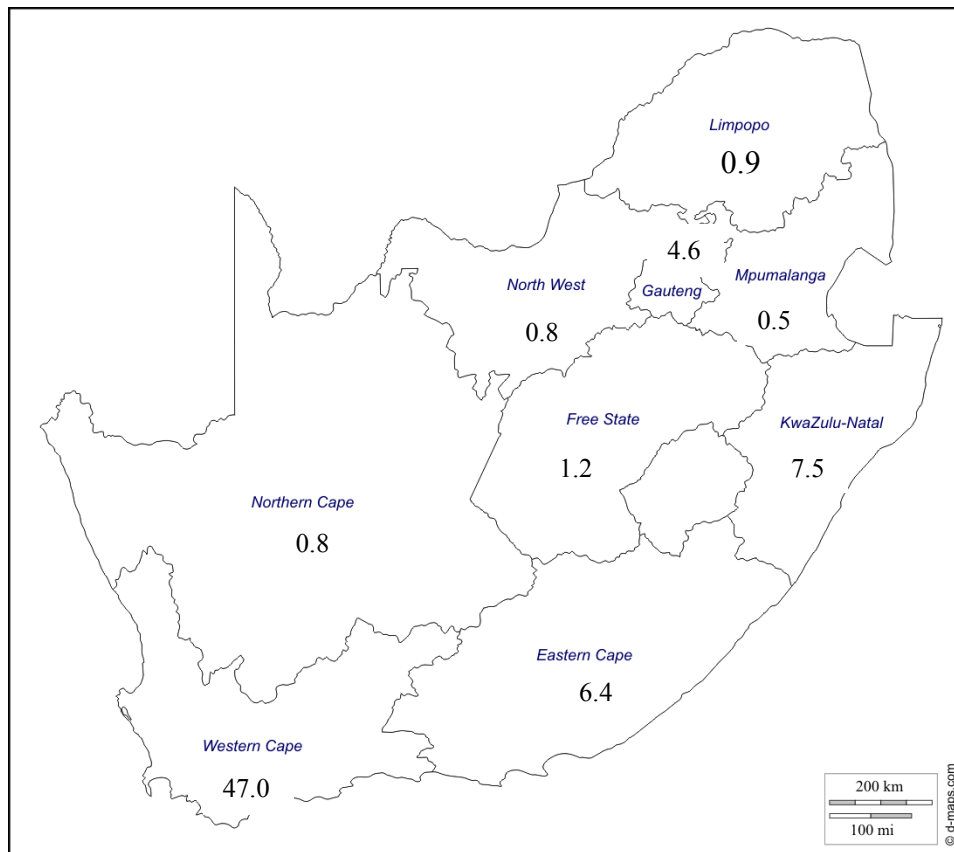 Limpopo
0.9
4.6
Gauteng
Mpumalanga
0.5
North West
0.8
Free State
1.2
KwaZulu-Natal
7.5
Northern Cape
0.8
Eastern Cape
6.4
Western Cape
47.0
200 km
100 mi
© d-maps.com